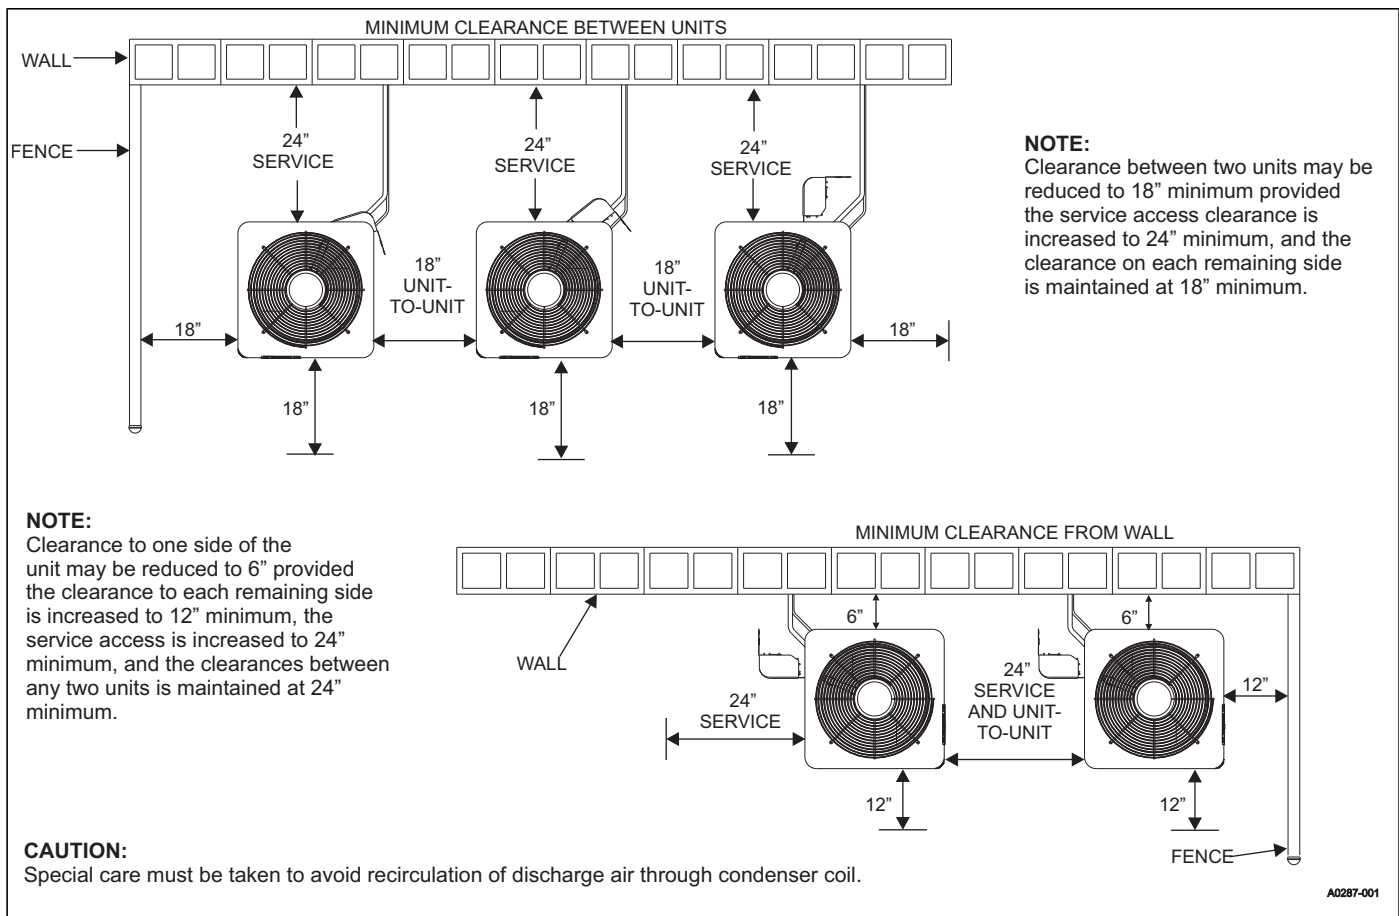 MINIMUM CLEARANCE BETWEEN UNITS
WALL
FENCE
24”
SERVICE
24”
SERVICE
24”
SERVICE
18”
UNIT-
TO-UNIT
18”
UNIT-
TO-UNIT
18”
18”
18”
18”
18”
NOTE:
Clearance between two units may be
reduced to 18” minimum provided
the service access clearance is
increased to 24” minimum, and the
clearance on each remaining side
is maintained at 18” minimum.
NOTE:
Clearance to one side of the
unit may be reduced to 6” provided
the clearance to each remaining side
is increased to 12” minimum, the
service access is increased to 24”
minimum, and the clearances between
any two units is maintained at 24”
minimum.
MINIMUM CLEARANCE FROM WALL
6”
6”
WALL
24”
SERVICE
24”
SERVICE
AND UNIT-
TO-UNIT
12”
12”
12”
FENCE
CAUTION:
Special care must be taken to avoid recirculation of discharge air through condenser coil.
A0287-001